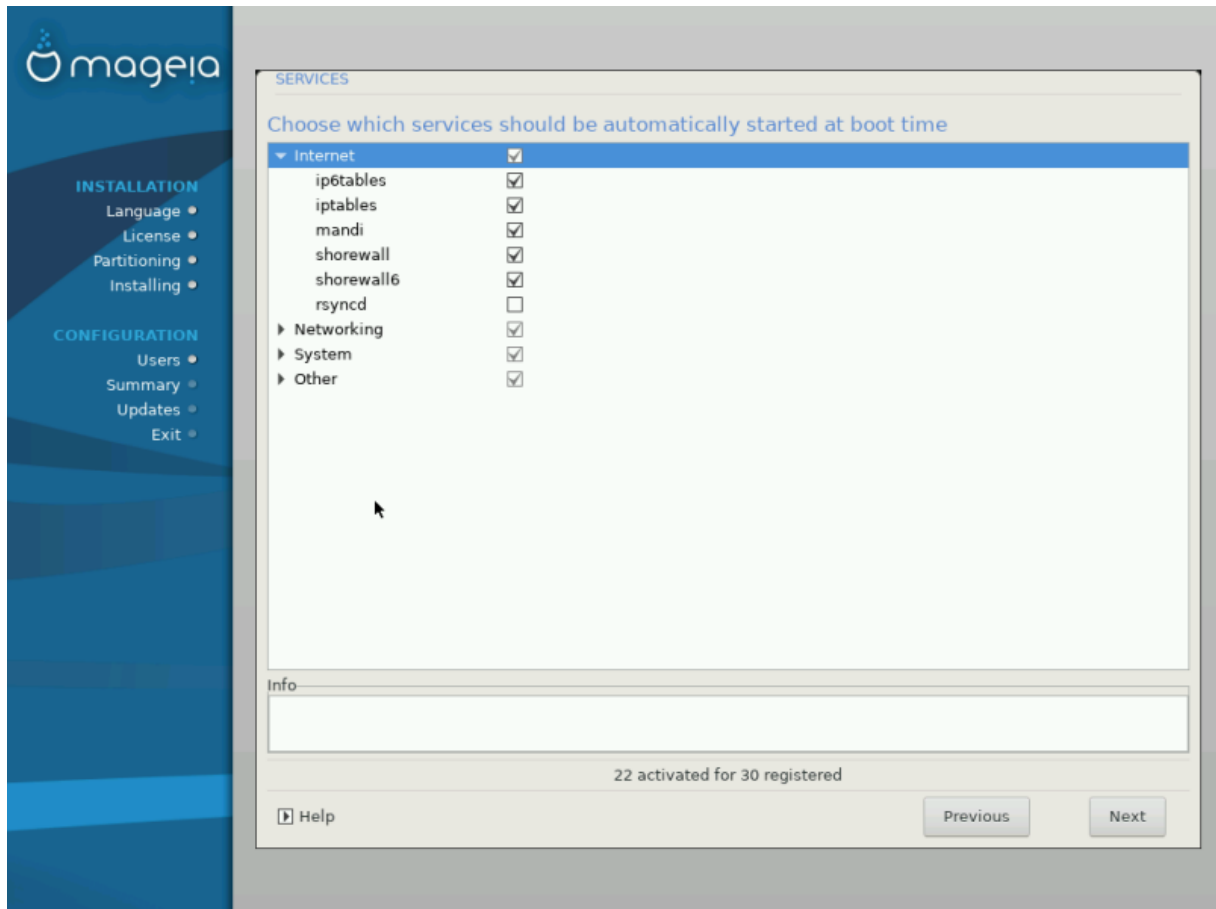 mageia
INSTALLATION
Language
License
Partitioning
Installing
CONFIGURATION
Users
Summary
Updates
Exit
SERVICES
Choose which services should be automatically started at boot time
Internet
ip6tables
iptables
mandi
shorewall
shorewall6
rsyncd
Networking
System
Other
Info
22 activated for 30 registered
Help
Previous
Next